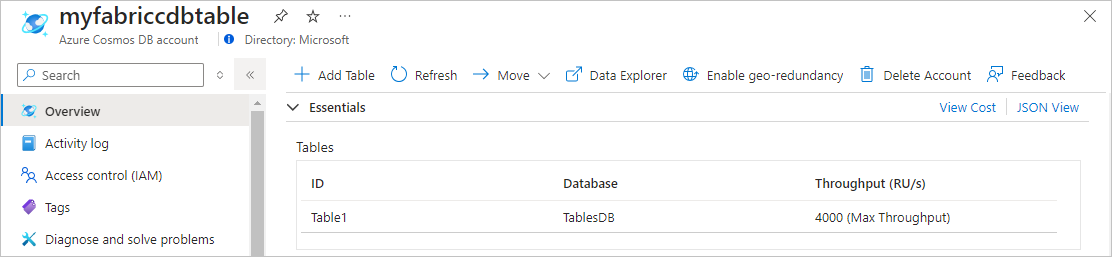 myfabriccdbtable
Azure Cosmos DB account
Directory: Microsoft
Search
Add Table Refresh Move Data Explorer Enable geo-redundancy Delete Account Feedback
Overview
Activity log
Access control (IAM)
Tags
Diagnose and solve problems
Essentials View Cost JSON View
Tables
ID Database Throughput (RU/s)
Table1 TablesDB 4000 (Max Throughput)